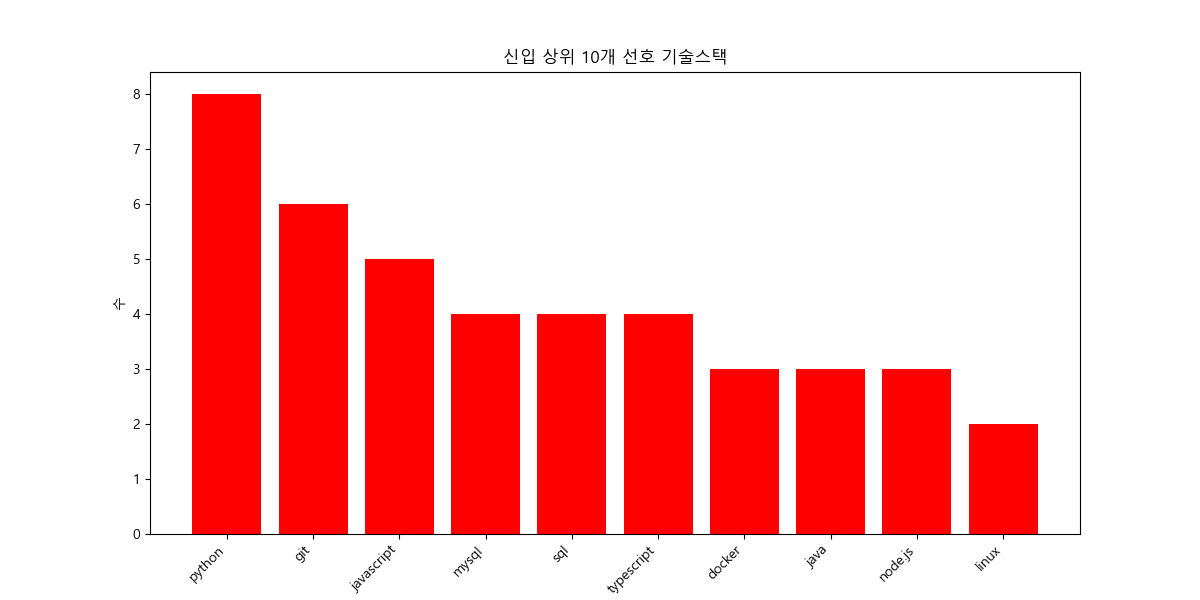 신입 상위 10개 선호 기술스택
8
7
6
5
4
3
2
1
0
수
python
git
javascript
mysql
sql
typescript
docker
java
node.js
linux